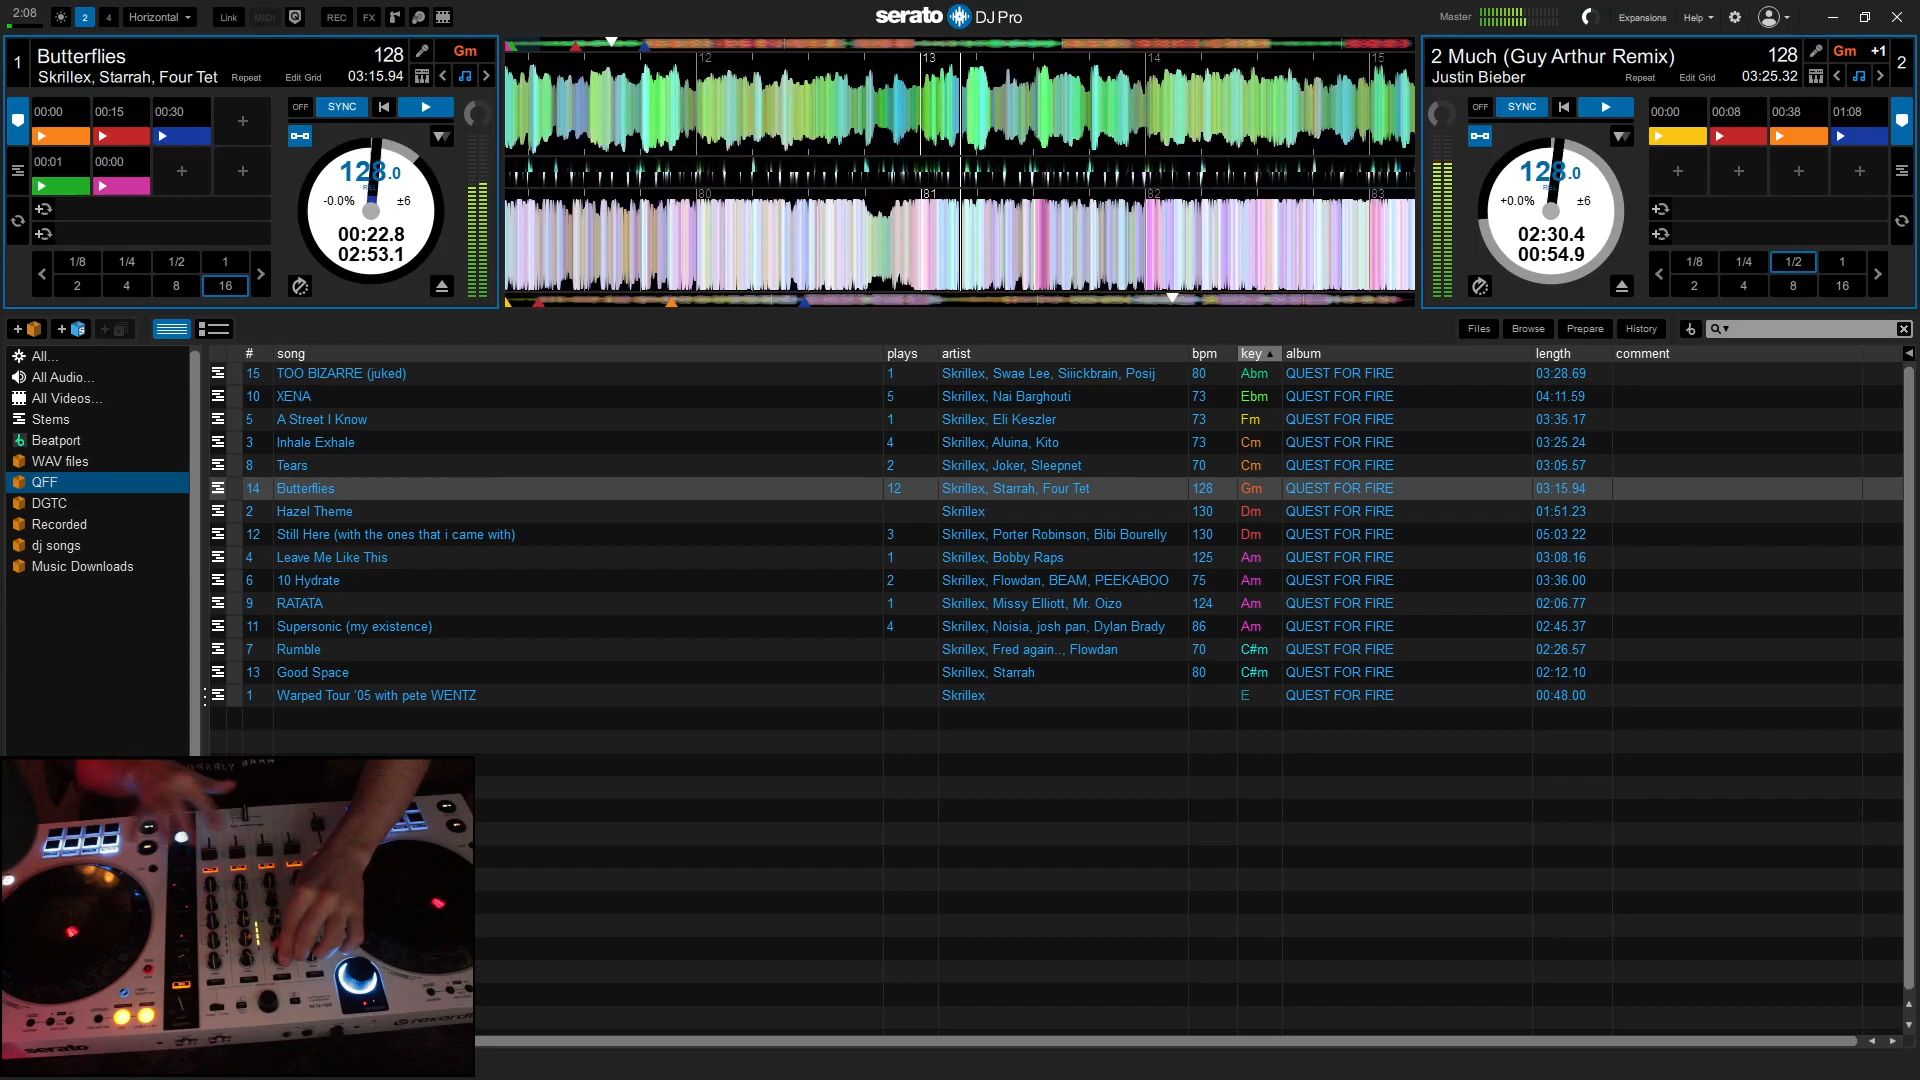 2:08 2 4 Horizontal Link MIDI REC FX serato DJ Pro Master Expansions Help
1 Butterflies 128 Gm
Skrillex, Starrah, Four Tet Repeat Edit Grid 03:15.94
00:00 00:15 00:30 OFF SYNC
00:01 00:00
128.0
-0.0% ±6
00:22.8
02:53.1
1/8 1/4 1/2 1
2 4 8 16
12 13 14 15
80 81 82 83
2 Much (Guy Arthur Remix) 128 Gm +1 2
Justin Bieber Repeat Edit Grid 03:25.32
OFF SYNC 00:00 00:08 00:38 01:08
128.0
+0.0% ±6
02:30.4
00:54.9
1/8 1/4 1/2 1
2 4 8 16
Files Browse Prepare History
All...
All Audio...
All Videos...
Stems
Beatport
WAV files
QFF
DGTC
Recorded
dj songs
Music Downloads
# song plays artist bpm key album length comment
15 TOO BIZARRE (juked) 1 Skrillex, Swae Lee, Siiickbrain, Posij 80 Abm QUEST FOR FIRE 03:28.69
10 XENA 5 Skrillex, Nai Barghouti 73 Ebm QUEST FOR FIRE 04:11.59
5 A Street I Know 1 Skrillex, Eli Keszler 73 Fm QUEST FOR FIRE 03:35.17
3 Inhale Exhale 4 Skrillex, Aluina, Kito 73 Cm QUEST FOR FIRE 03:25.24
8 Tears 2 Skrillex, Joker, Sleepnet 70 Cm QUEST FOR FIRE 03:05.57
14 Butterflies 12 Skrillex, Starrah, Four Tet 128 Gm QUEST FOR FIRE 03:15.94
2 Hazel Theme Skrillex 130 Dm QUEST FOR FIRE 01:51.23
12 Still Here (with the ones that i came with) 3 Skrillex, Porter Robinson, Bibi Bourelly 130 Dm QUEST FOR FIRE 05:03.22
4 Leave Me Like This 1 Skrillex, Bobby Raps 125 Am QUEST FOR FIRE 03:08.16
6 10 Hydrate 2 Skrillex, Flowdan, BEAM, PEEKABOO 75 Am QUEST FOR FIRE 03:36.00
9 RATATA 1 Skrillex, Missy Elliott, Mr. Oizo 124 Am QUEST FOR FIRE 02:06.77
11 Supersonic (my existence) 4 Skrillex, Noisia, josh pan, Dylan Brady 86 Am QUEST FOR FIRE 02:45.37
7 Rumble Skrillex, Fred again.., Flowdan 70 C#m QUEST FOR FIRE 02:26.57
13 Good Space Skrillex, Starrah 80 C#m QUEST FOR FIRE 02:12.10
1 Warped Tour '05 with pete WENTZ Skrillex E QUEST FOR FIRE 00:48.00
serato